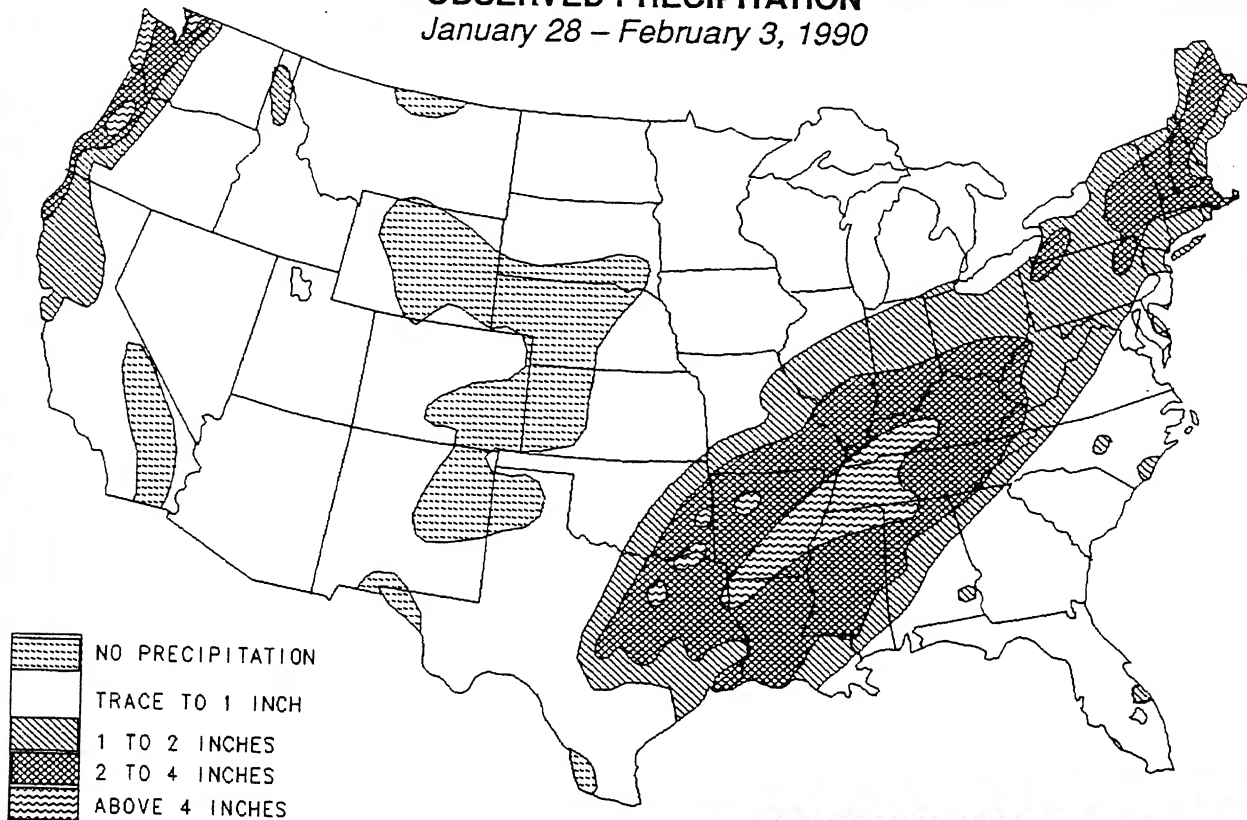 OBSERVED PRECIPITATION
January 28 – February 3, 1990
NO PRECIPITATION
TRACE TO 1 INCH
1 TO 2 INCHES
2 TO 4 INCHES
ABOVE 4 INCHES